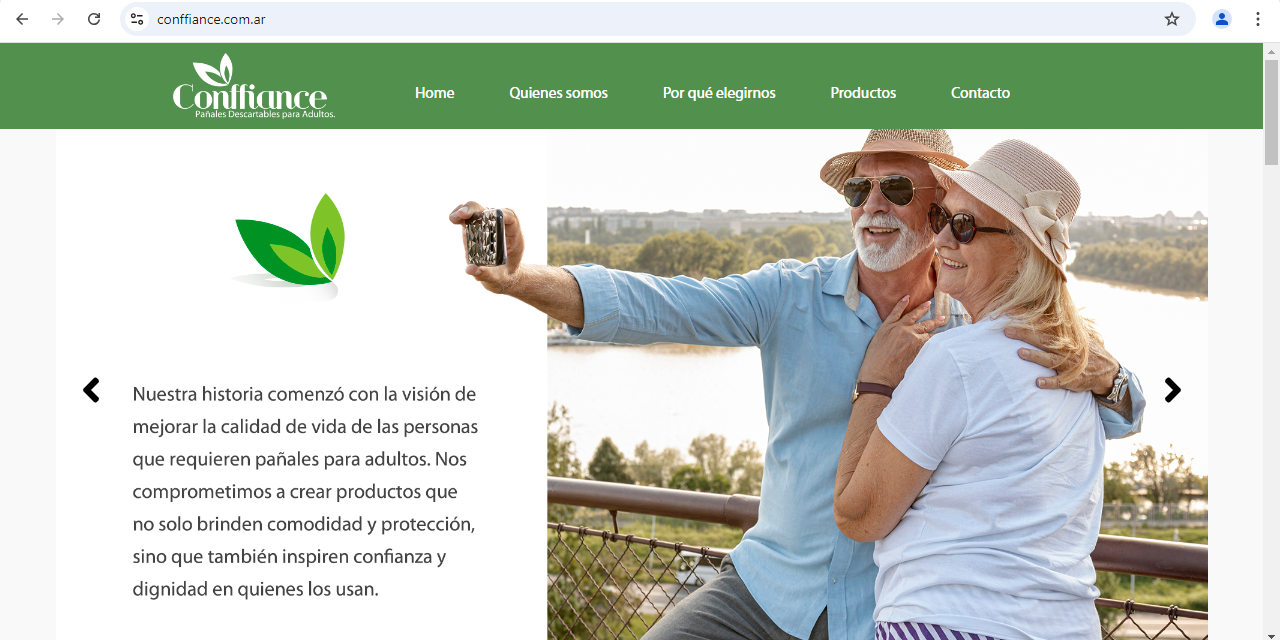 conffiance.com.ar
Conffiance
Pañales Descartables para Adultos.
Home
Quienes somos
Por qué elegirnos
Productos
Contacto
Nuestra historia comenzó con la visión de
mejorar la calidad de vida de las personas
que requieren pañales para adultos. Nos
comprometimos a crear productos que
no solo brinden comodidad y protección,
sino que también inspiren confianza y
dignidad en quienes los usan.